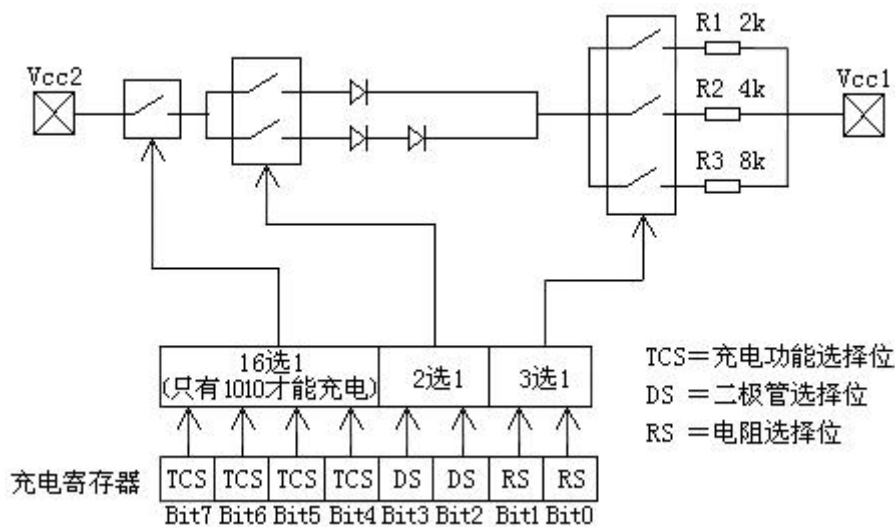 R1 2k
Vcc2
Vcc1
R2 4k
R3 8k
16选1
(只有1010才能充电)
2选1
3选1
TCS=充电功能选择位
DS =二极管选择位
RS =电阻选择位
充电寄存器
TCS TCS TCS TCS DS DS RS RS
Bit7 Bit6 Bit5 Bit4 Bit3 Bit2 Bit1 Bit0